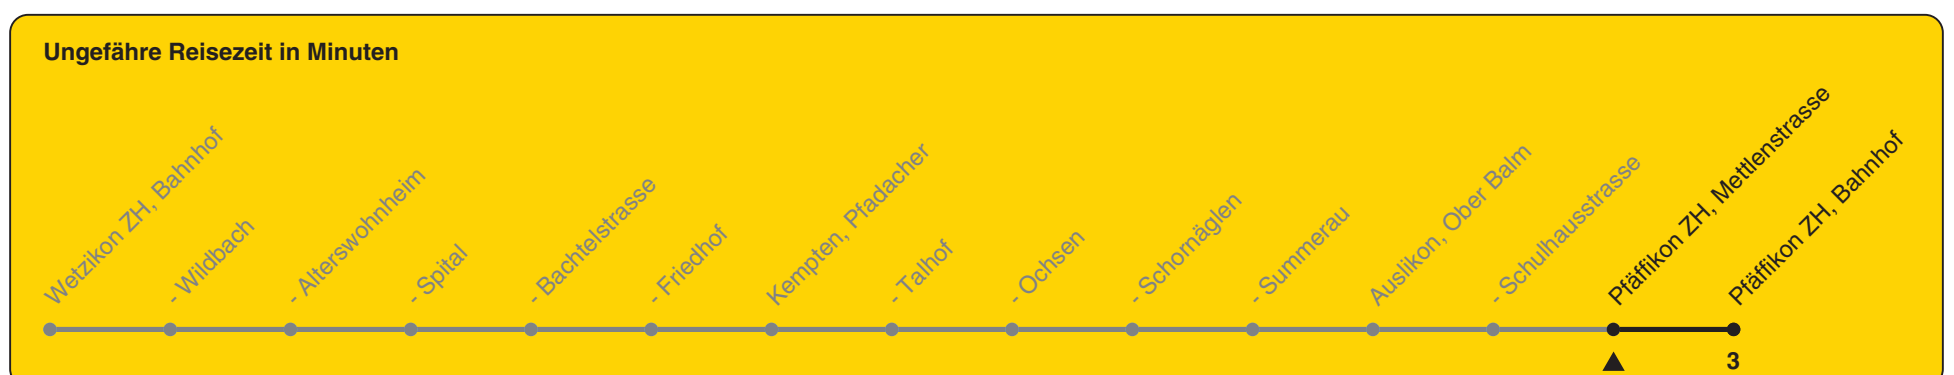 Ungefähre Reisezeit in Minuten
Wetzikon ZH, Bahnhof
- Wildbach
- Alterswohnheim
- Spital
- Bachtelstrasse
- Friedhof
Kempten, Pfadacher
- Talhof
- Ochsen
- Schornäglen
- Summerau
Auslikon, Ober Balm
- Schulhausstrasse
Pfäffikon ZH, Mettlenstrasse
Pfäffikon ZH, Bahnhof
3